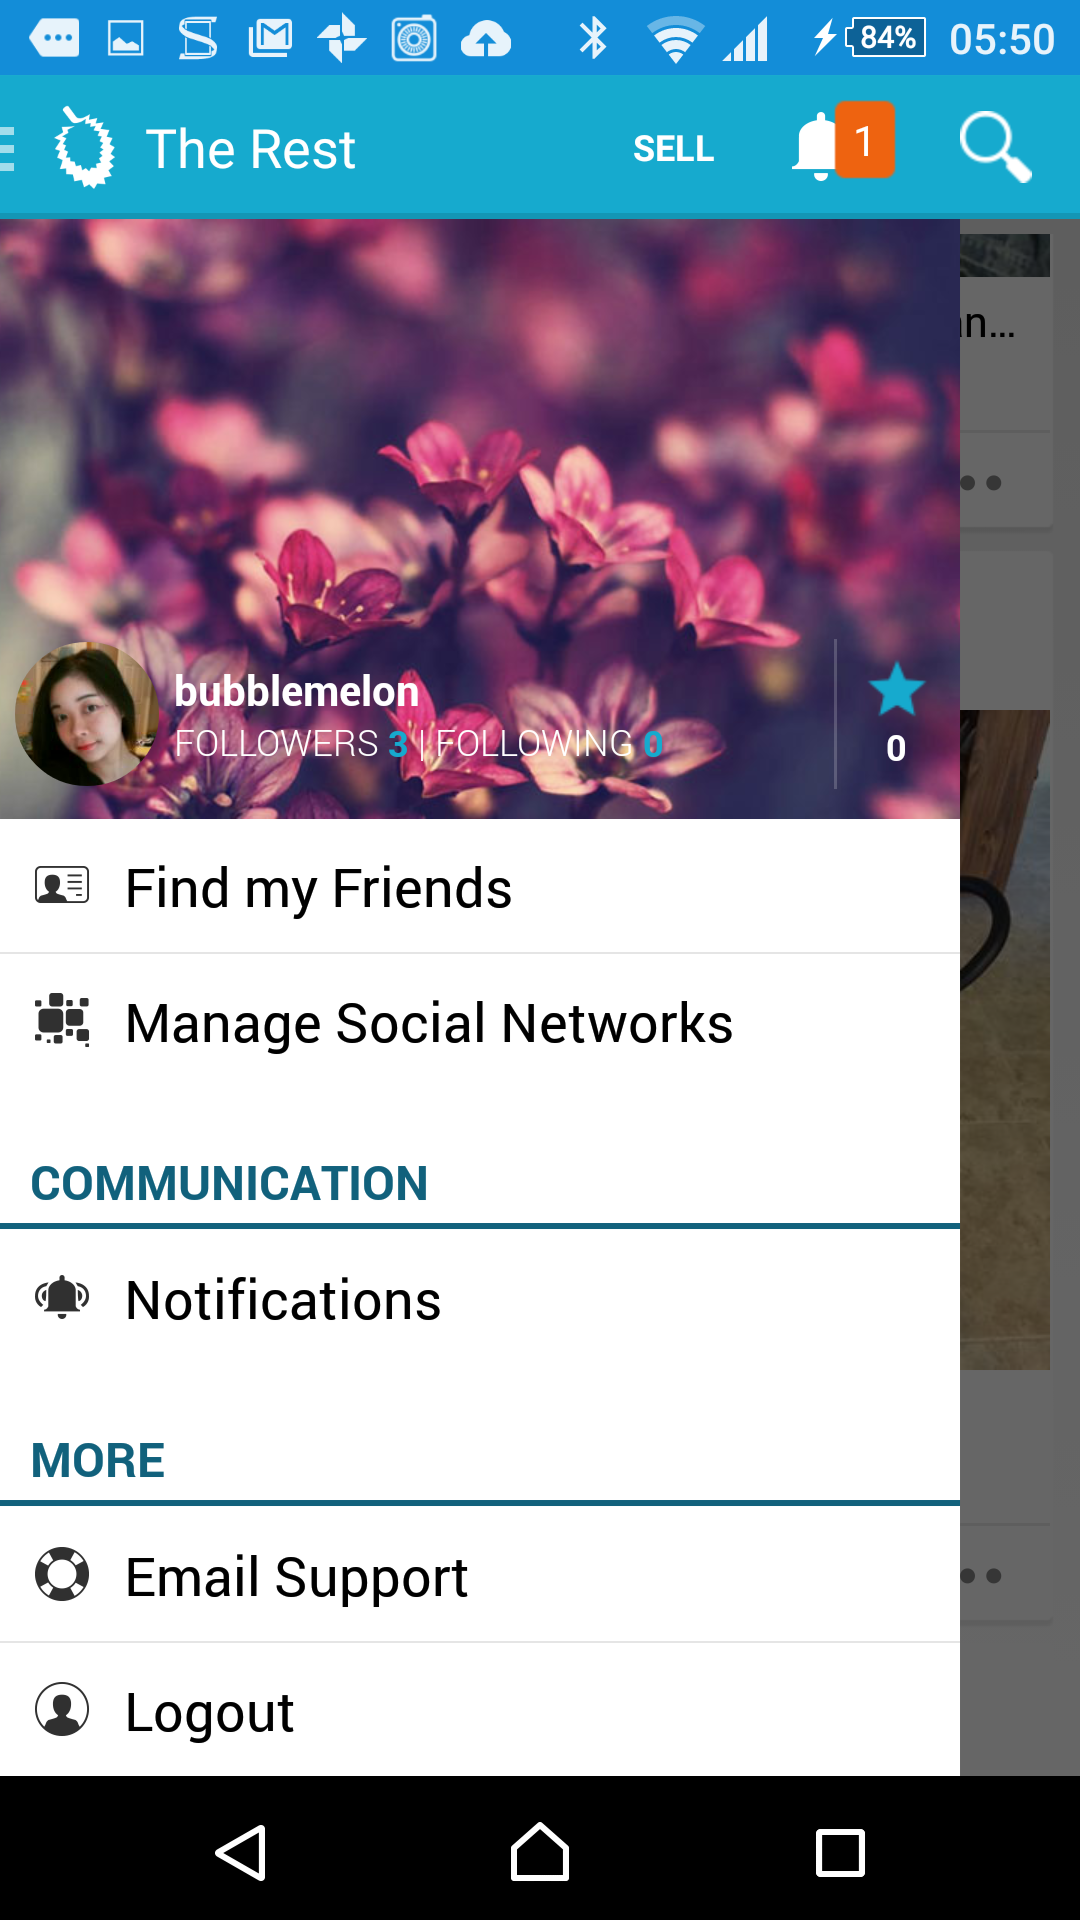 84% 05:50
The Rest SELL 1
an...
bubblemelon
FOLLOWERS 3 | FOLLOWING 0
0
Find my Friends
Manage Social Networks
COMMUNICATION
Notifications
MORE
Email Support
Logout